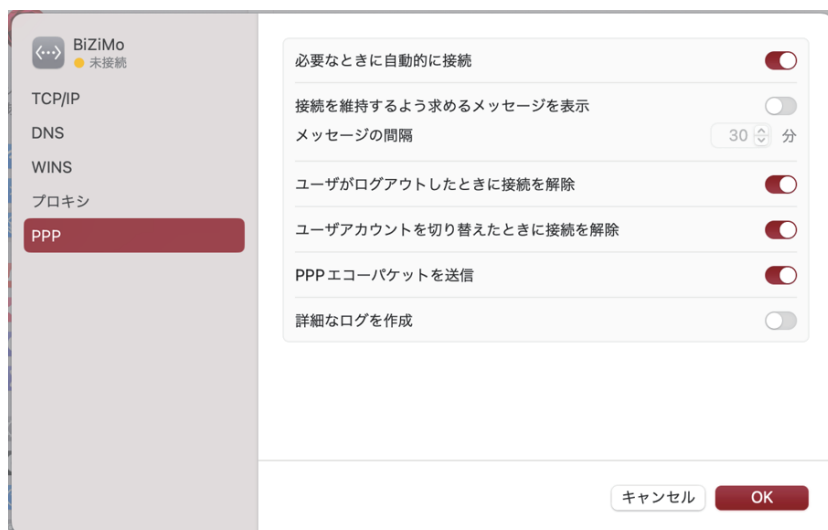 BiZiMo
未接続
TCP/IP
DNS
WINS
プロキシ
PPP
必要なときに自動的に接続
接続を維持するよう求めるメッセージを表示
メッセージの間隔
30 分
ユーザがログアウトしたときに接続を解除
ユーザアカウントを切り替えたときに接続を解除
PPPエコーパケットを送信
詳細なログを作成
キャンセル
OK